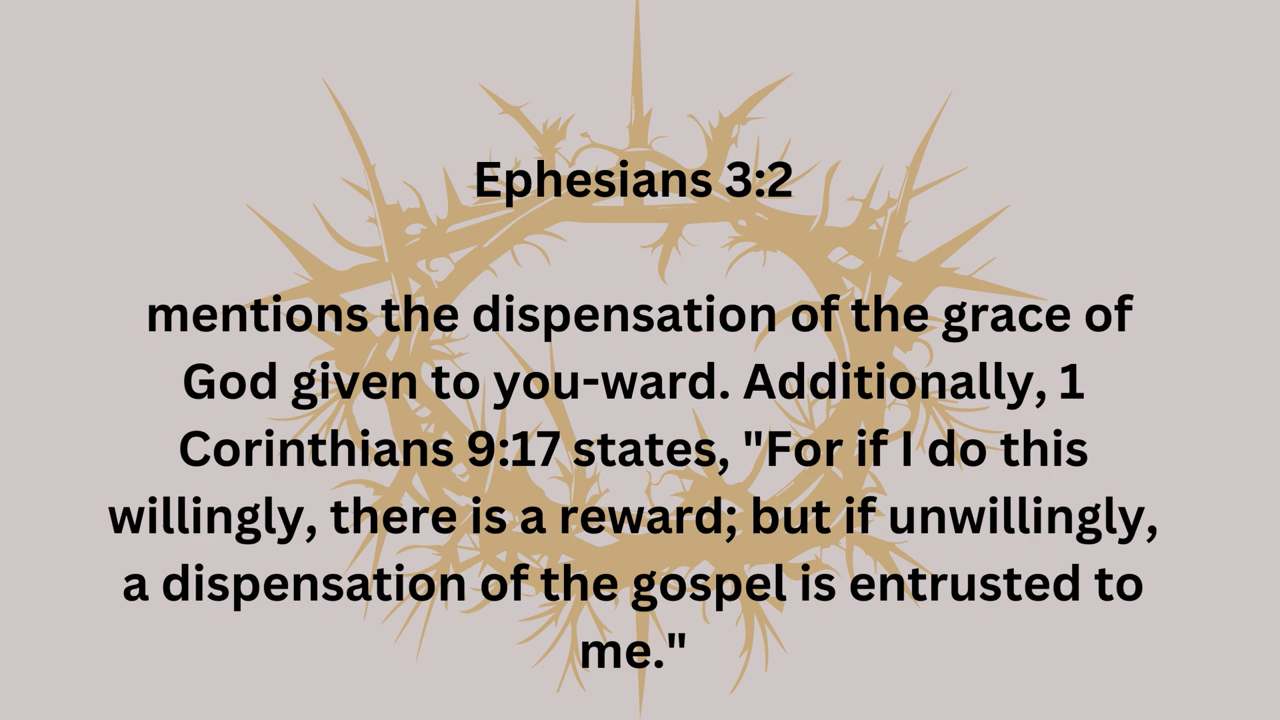 Ephesians 3:2
mentions the dispensation of the grace of
God given to you-ward. Additionally, 1
Corinthians 9:17 states, "For if I do this
willingly, there is a reward; but if unwillingly,
a dispensation of the gospel is entrusted to
me."